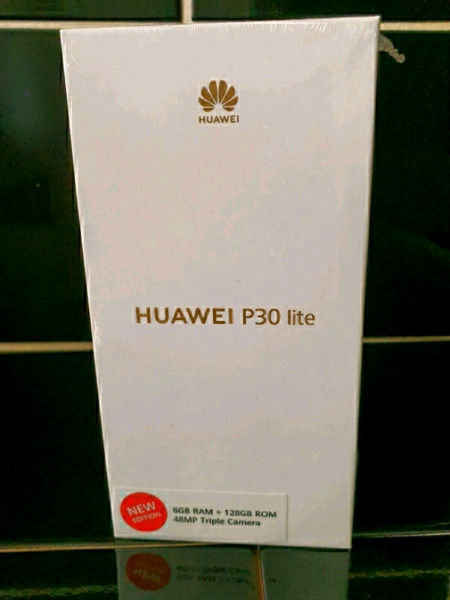 HUAWEI
HUAWEI P30 lite
NEW
EDITION
6GB RAM + 128GB ROM
48MP Triple Camera